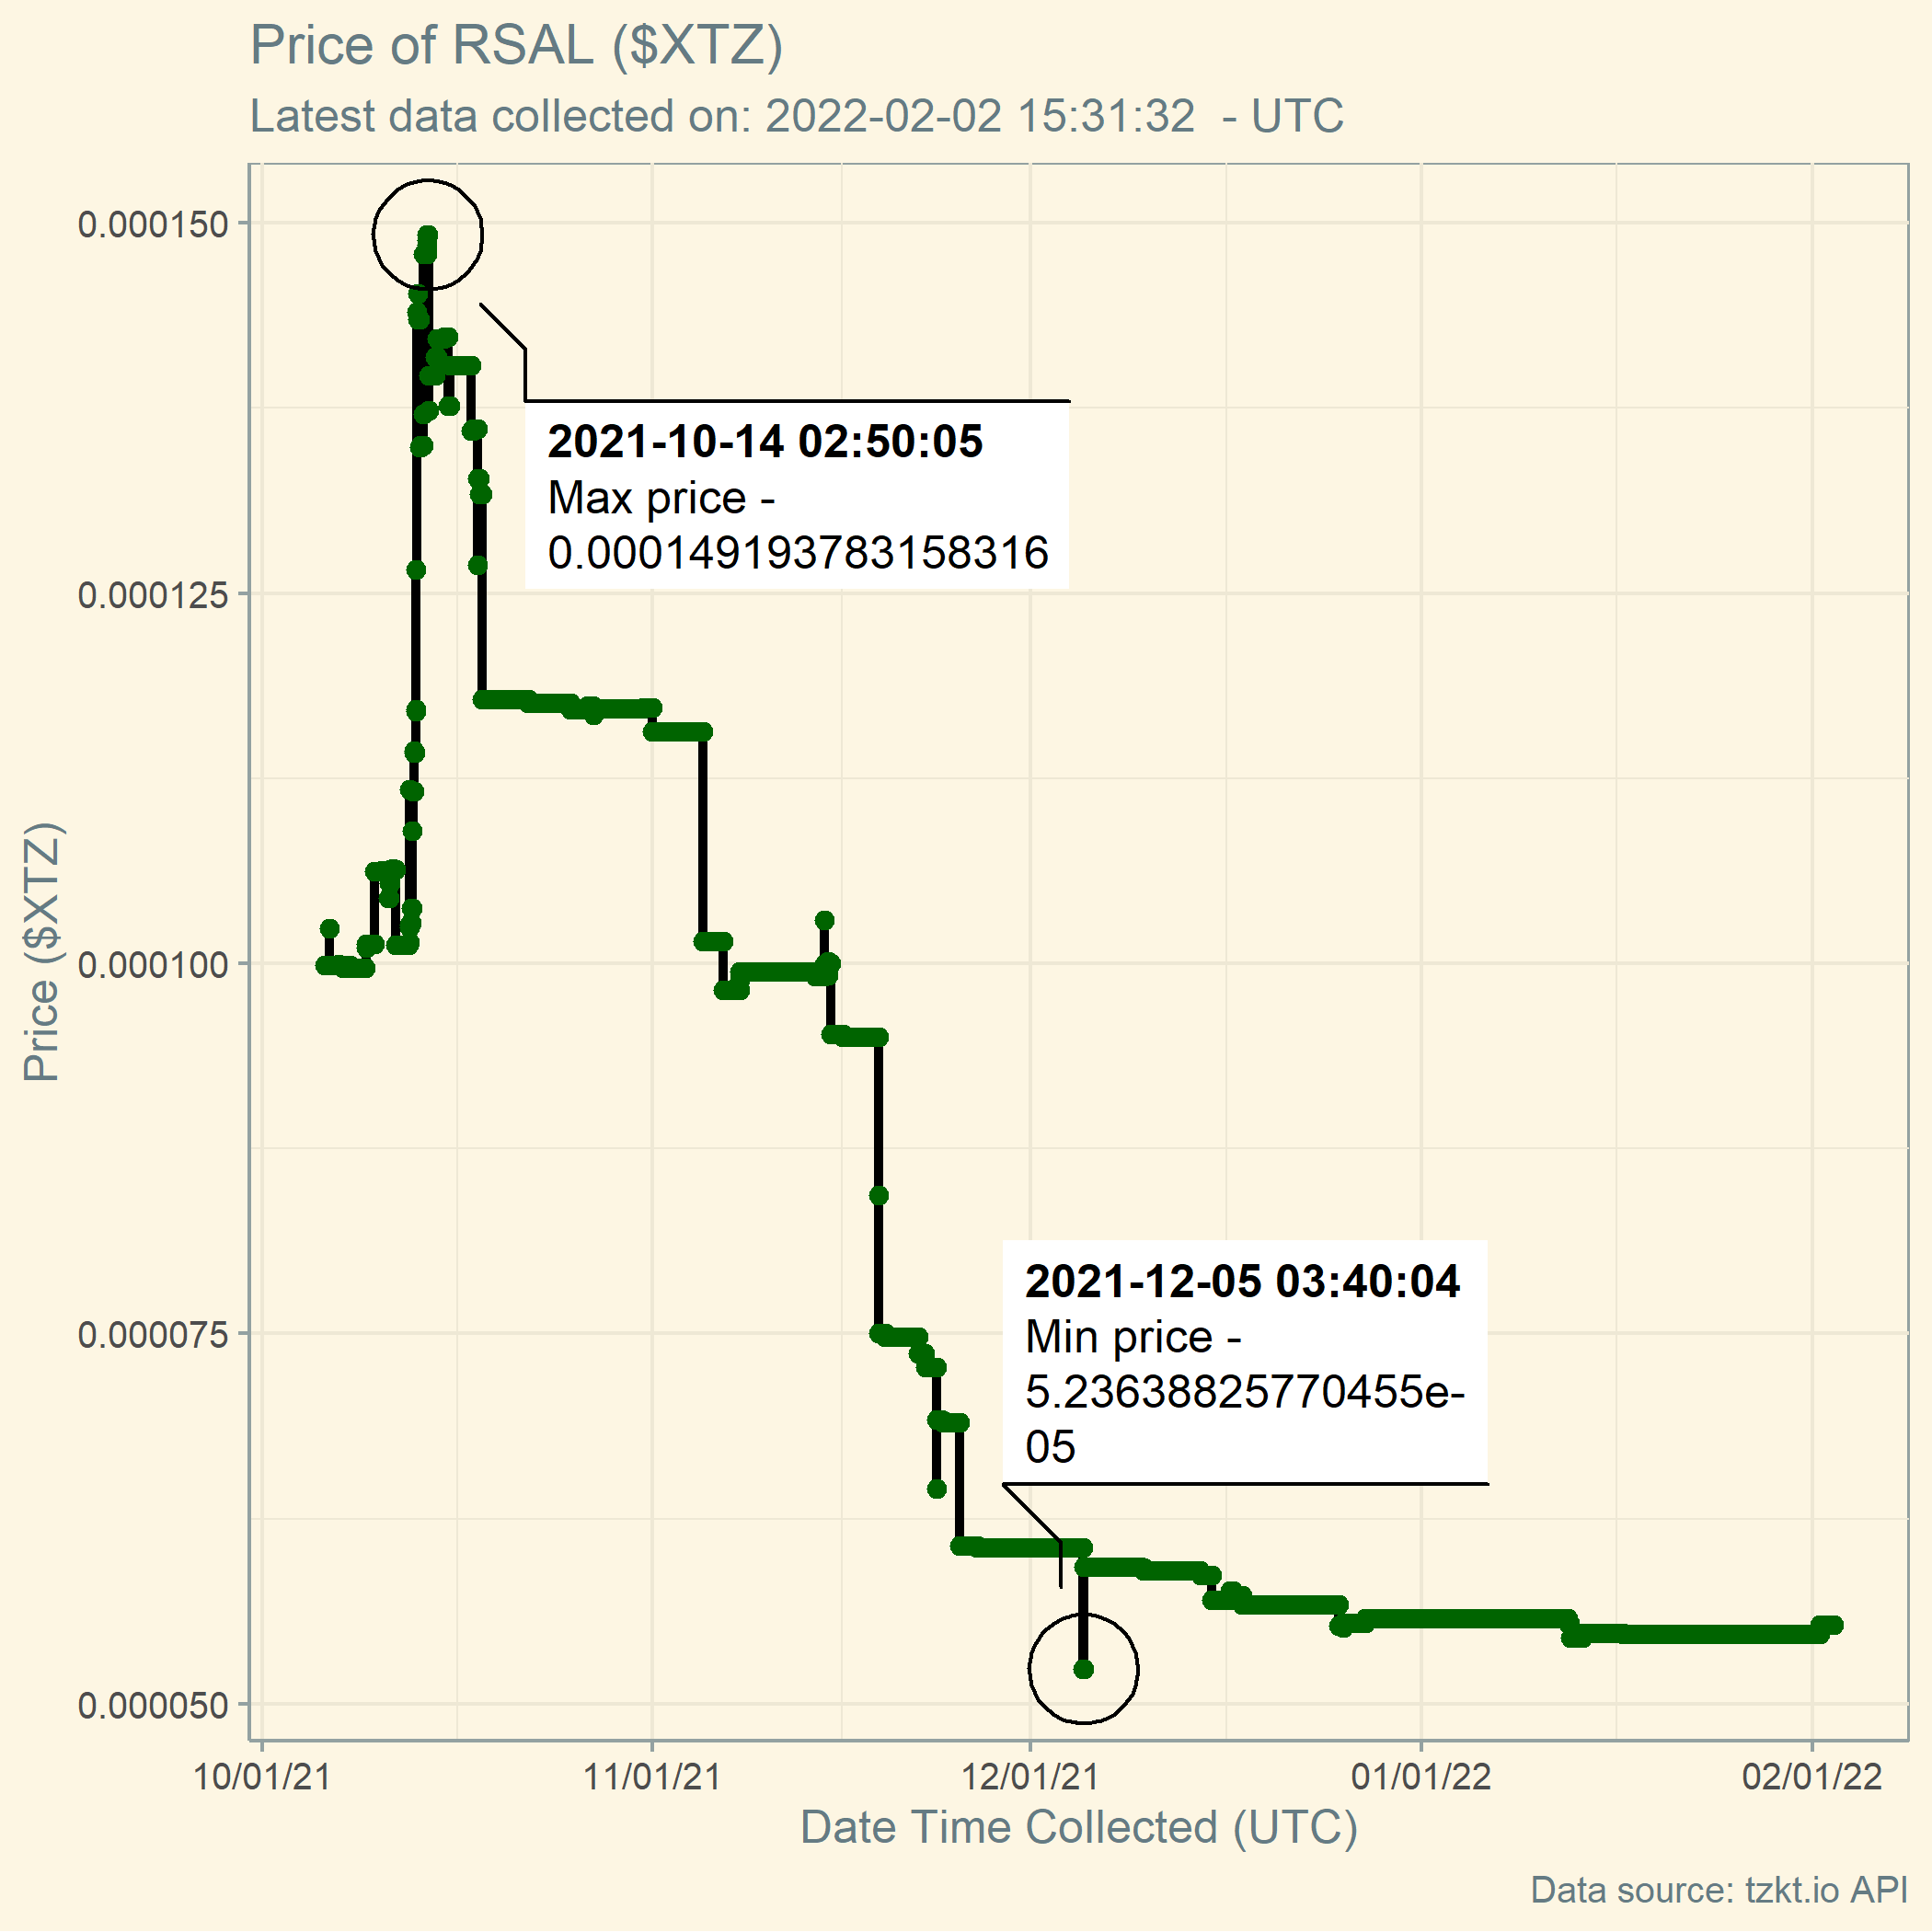 Price of RSAL ($XTZ)
Latest data collected on: 2022-02-02 15:31:32  - UTC
0.000150
2021-10-14 02:50:05
Max price -
0.000149193783158316
0.000125
Price ($XTZ)
0.000100
2021-12-05 03:40:04
Min price -
5.23638825770455e-
05
0.000075
0.000050
10/01/21 11/01/21 12/01/21 01/01/22 02/01/22
Date Time Collected (UTC)
Data source: tzkt.io API